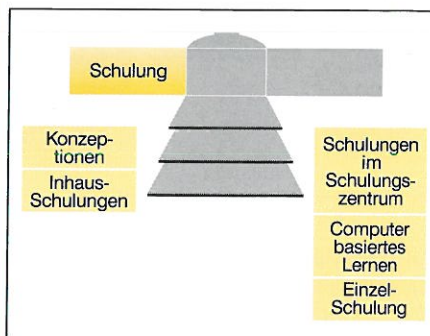 Schulung
Konzep-
tionen
Inhaus-
Schulungen
Schulungen
im
Schulungs-
zentrum
Computer
basiertes
Lernen
Einzel-
Schulung